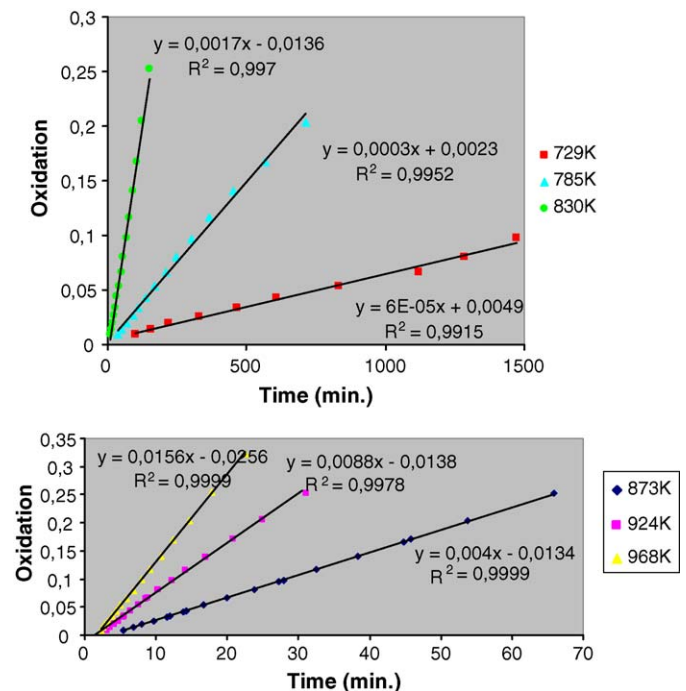 0,3
0,25
0,2
0,15
0,1
0,05
0
Oxidation
y = 0,0017x - 0,0136
R² = 0,997
y = 0,0003x + 0,0023
R² = 0,9952
y = 6E-05x + 0,0049
R² = 0,9915
729K
785K
830K
0 500 1000 1500
Time (min.)
0,35
0,3
0,25
0,2
0,15
0,1
0,05
0
Oxidation
y = 0,0156x - 0,0256
R² = 0,9999
y = 0,0088x - 0,0138
R² = 0,9978
y = 0,004x - 0,0134
R² = 0,9999
873K
924K
968K
0 10 20 30 40 50 60 70
Time (min.)